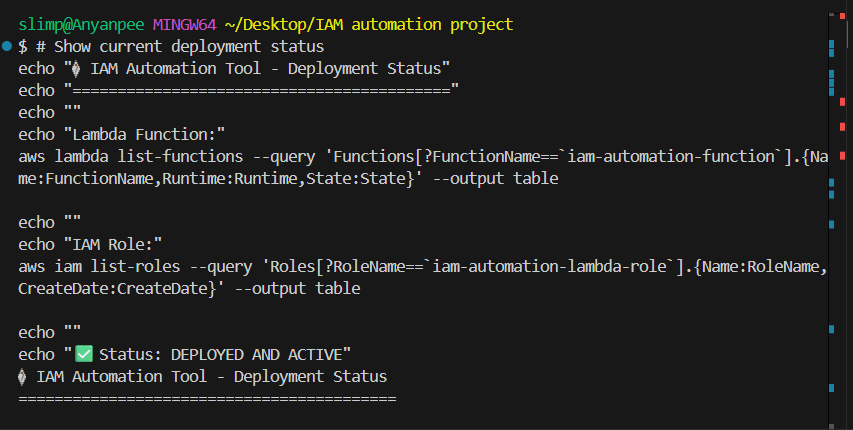 slimp@Anyanpee MINGW64 ~/Desktop/IAM automation project
$ # Show current deployment status
echo "⧫ IAM Automation Tool - Deployment Status"
echo "=========================================="
echo ""
echo "Lambda Function:"
aws lambda list-functions --query 'Functions[?FunctionName==`iam-automation-function`].{Na
me:FunctionName,Runtime:Runtime,State:State}' --output table
echo ""
echo "IAM Role:"
aws iam list-roles --query 'Roles[?RoleName==`iam-automation-lambda-role`].{Name:RoleName,
CreateDate:CreateDate}' --output table
echo ""
echo "✅ Status: DEPLOYED AND ACTIVE"
⧫ IAM Automation Tool - Deployment Status
==========================================